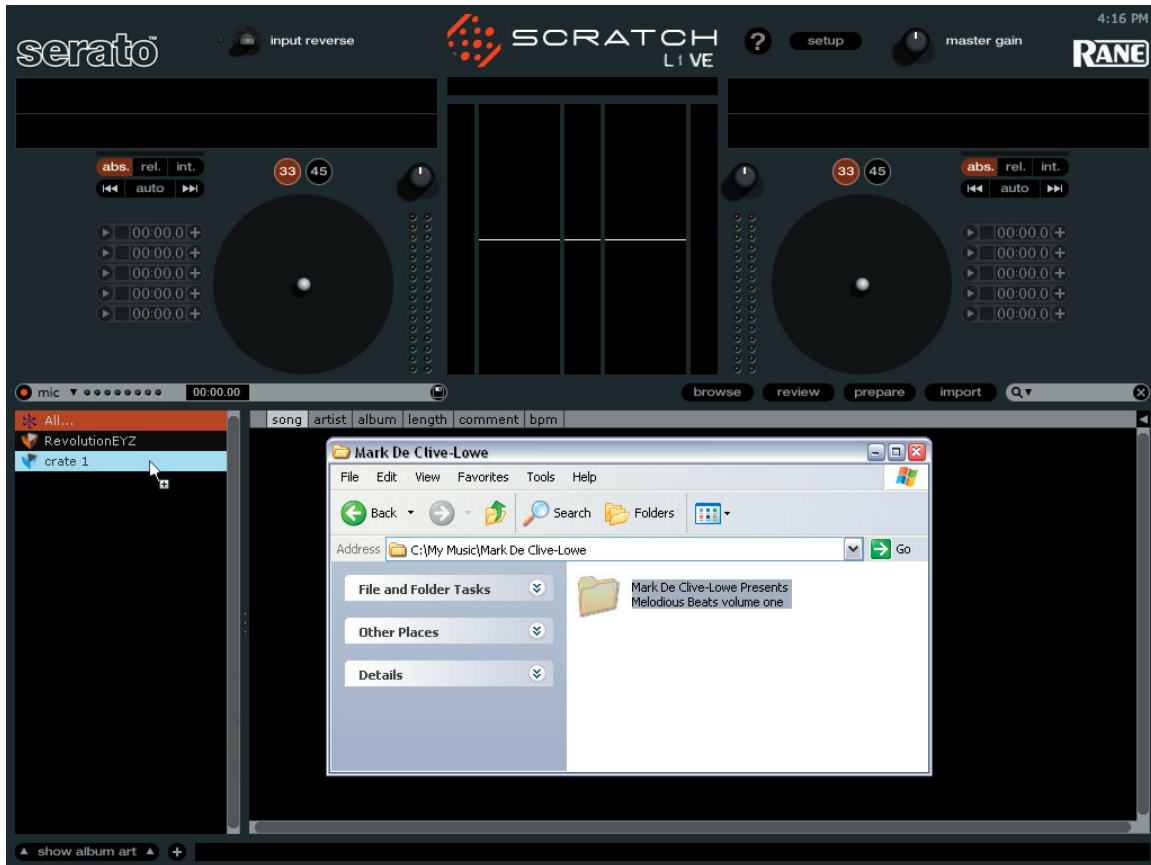 4:16 PM
serato
input reverse
SCRATCH
LIVE
?
setup
master gain
RANE
abs. rel. int.
auto
33 45
33 45
abs. rel. int.
auto
00:00.0
00:00.0
00:00.0
00:00.0
00:00.0
00:00.0
00:00.0
00:00.0
00:00.0
00:00.0
mic 00:00.00
browse review prepare import
All...
RevolutionEYZ
crate 1
song artist album length comment bpm
Mark De Clive-Lowe
File Edit View Favorites Tools Help
Back Search Folders
Address C:\My Music\Mark De Clive-Lowe Go
File and Folder Tasks
Other Places
Details
Mark De Clive-Lowe Presents
Melodious Beats volume one
show album art